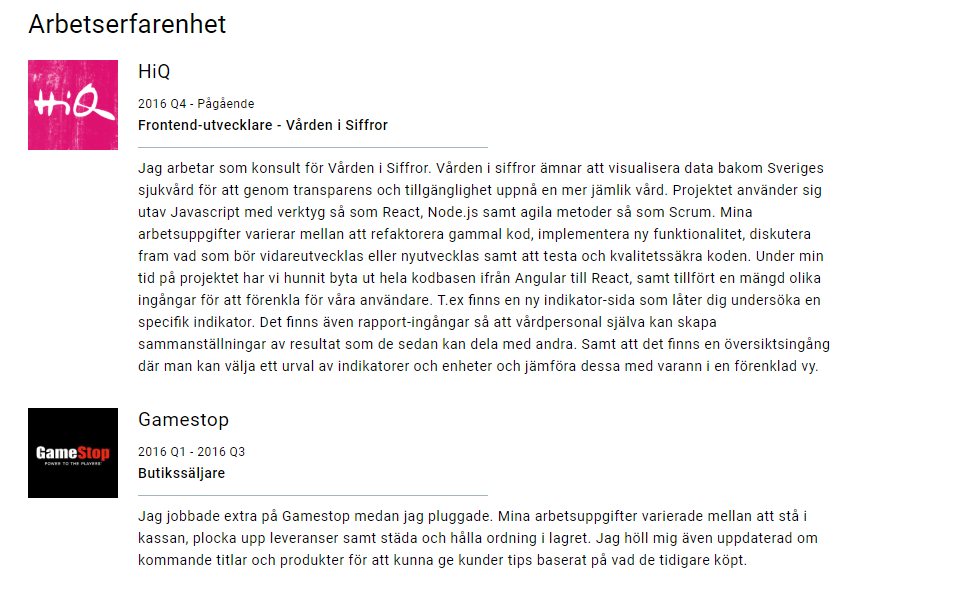 Arbetserfarenhet
HiQ
HiQ
2016 Q4 - Pågående
Frontend-utvecklare - Vården i Siffror
Jag arbetar som konsult för Vården i Siffror. Vården i siffror ämnar att visualisera data bakom Sveriges
sjukvård för att genom transparens och tillgänglighet uppnå en mer jämlik vård. Projektet använder sig
utav Javascript med verktyg så som React, Node.js samt agila metoder så som Scrum. Mina
arbetsuppgifter varierar mellan att refaktorera gammal kod, implementera ny funktionalitet, diskutera
fram vad som bör vidareutvecklas eller nyutvecklas samt att testa och kvalitetssäkra koden. Under min
tid på projektet har vi hunnit byta ut hela kodbasen ifrån Angular till React, samt tillfört en mängd olika
ingångar för att förenkla för våra användare. T.ex finns en ny indikator-sida som låter dig undersöka en
specifik indikator. Det finns även rapport-ingångar så att vårdpersonal själva kan skapa
sammanställningar av resultat som de sedan kan dela med andra. Samt att det finns en översiktsingång
där man kan välja ett urval av indikatorer och enheter och jämföra dessa med varann i en förenklad vy.
GameStop
POWER TO THE PLAYERS
Gamestop
2016 Q1 - 2016 Q3
Butikssäljare
Jag jobbade extra på Gamestop medan jag pluggade. Mina arbetsuppgifter varierade mellan att stå i
kassan, plocka upp leveranser samt städa och hålla ordning i lagret. Jag höll mig även uppdaterad om
kommande titlar och produkter för att kunna ge kunder tips baserat på vad de tidigare köpt.